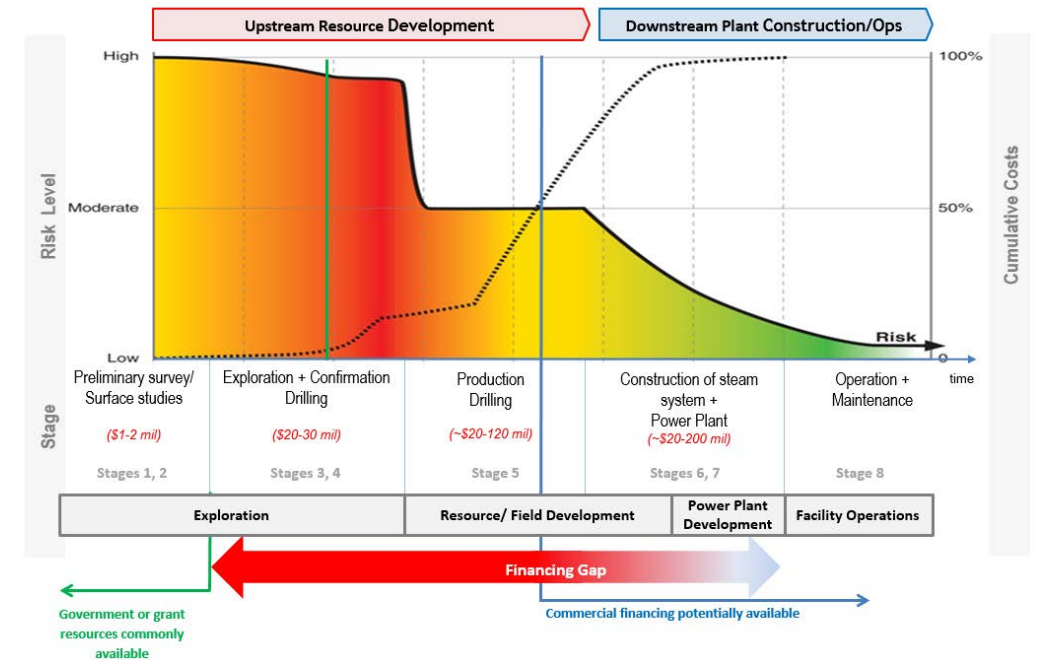 Upstream Resource Development
Downstream Plant Construction/Ops
High
100%
Risk Level
Moderate
50%
Cumulative Costs
Risk
Low
0
time
Stage
Preliminary survey/
Surface studies
($1-2 mil)
Stages 1, 2
Exploration + Confirmation
Drilling
($20-30 mil)
Stages 3, 4
Production
Drilling
(~$20-120 mil)
Stage 5
Construction of steam
system +
Power Plant
(~$20-200 mil)
Stages 6, 7
Operation +
Maintenance
Stage 8
Exploration
Resource/ Field Development
Power Plant
Development
Facility Operations
Financing Gap
Government or grant
resources commonly
available
Commercial financing potentially available